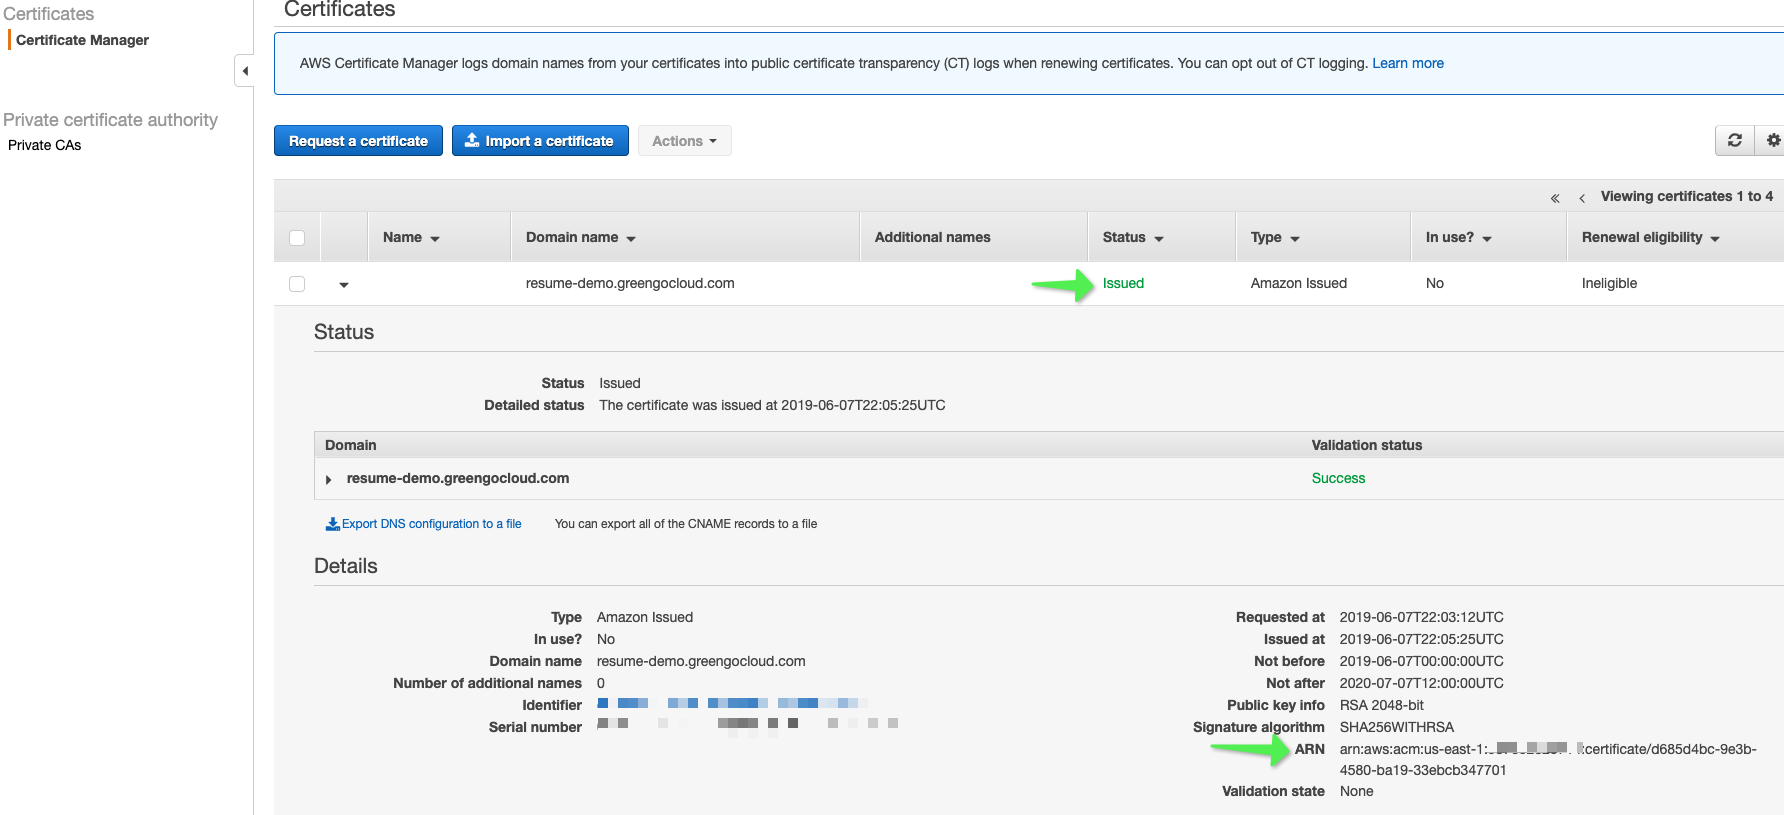 Certificates
Certificate Manager
Private certificate authority
Private CAs
Certificates
AWS Certificate Manager logs domain names from your certificates into public certificate transparency (CT) logs when renewing certificates. You can opt out of CT logging. Learn more
Request a certificate Import a certificate Actions
« ‹ Viewing certificates 1 to 4
Name Domain name Additional names Status Type In use? Renewal eligibility
resume-demo.greengocloud.com Issued Amazon Issued No Ineligible
Status
Status Issued
Detailed status The certificate was issued at 2019-06-07T22:05:25UTC
Domain Validation status
resume-demo.greengocloud.com Success
Export DNS configuration to a file You can export all of the CNAME records to a file
Details
Type Amazon Issued
In use? No
Domain name resume-demo.greengocloud.com
Number of additional names 0
Identifier
Serial number
Requested at 2019-06-07T22:03:12UTC
Issued at 2019-06-07T22:05:25UTC
Not before 2019-06-07T00:00:00UTC
Not after 2020-07-07T12:00:00UTC
Public key info RSA 2048-bit
Signature algorithm SHA256WITHRSA
ARN arn:aws:acm:us-east-1: :certificate/d685d4bc-9e3b-
4580-ba19-33ebcb347701
Validation state None